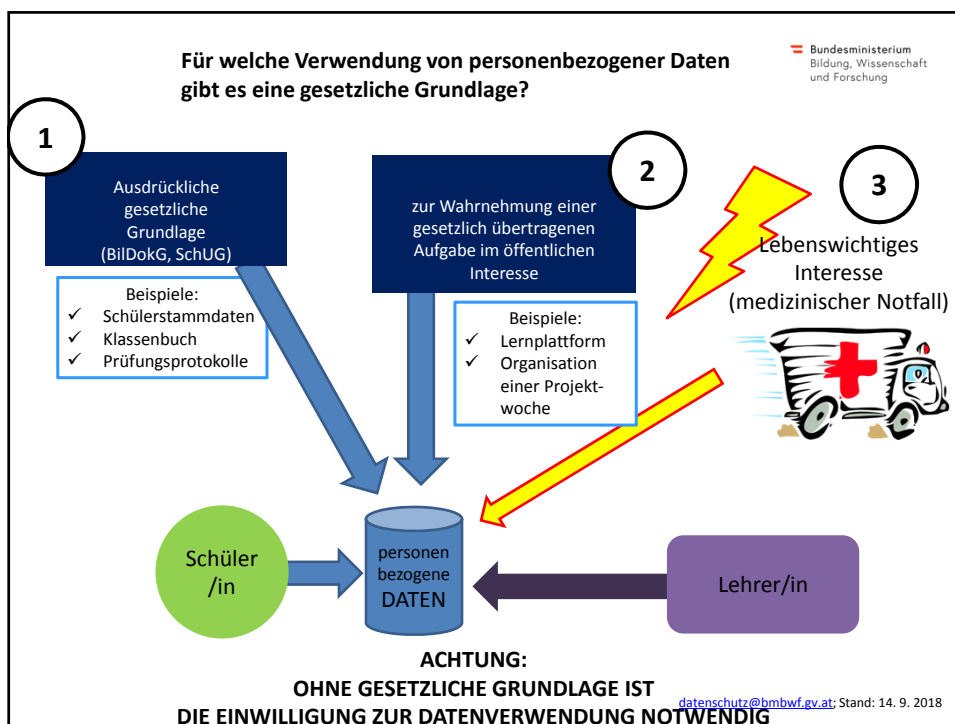 Für welche Verwendung von personenbezogener Daten
gibt es eine gesetzliche Grundlage?
Bundesministerium
Bildung, Wissenschaft
und Forschung
1
Ausdrückliche
gesetzliche
Grundlage
(BilDokG, SchUG)
Beispiele:
✓ Schülerstammdaten
✓ Klassenbuch
✓ Prüfungsprotokolle
2
zur Wahrnehmung einer
gesetzlich übertragenen
Aufgabe im öffentlichen
Interesse
Beispiele:
✓ Lernplattform
✓ Organisation
einer Projekt-
woche
3
Lebenswichtiges
Interesse
(medizinischer Notfall)
Schüler
/in
personen
bezogene
DATEN
Lehrer/in
ACHTUNG:
OHNE GESETZLICHE GRUNDLAGE IST
DIE EINWILLIGUNG ZUR DATENVERWENDUNG NOTWENDIG
datenschutz@bmbwf.gv.at; Stand: 14. 9. 2018